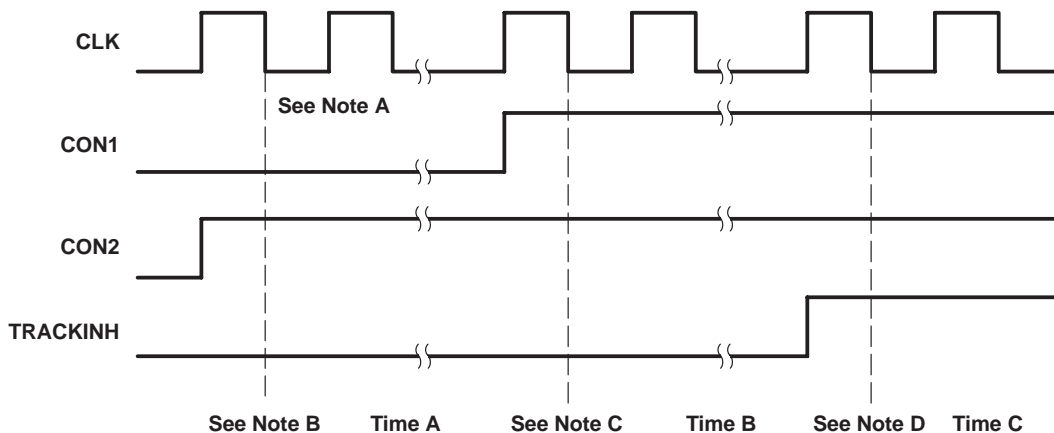 CLK
See Note A
CON1
CON2
TRACKINH
See Note B Time A See Note C Time B See Note D Time C